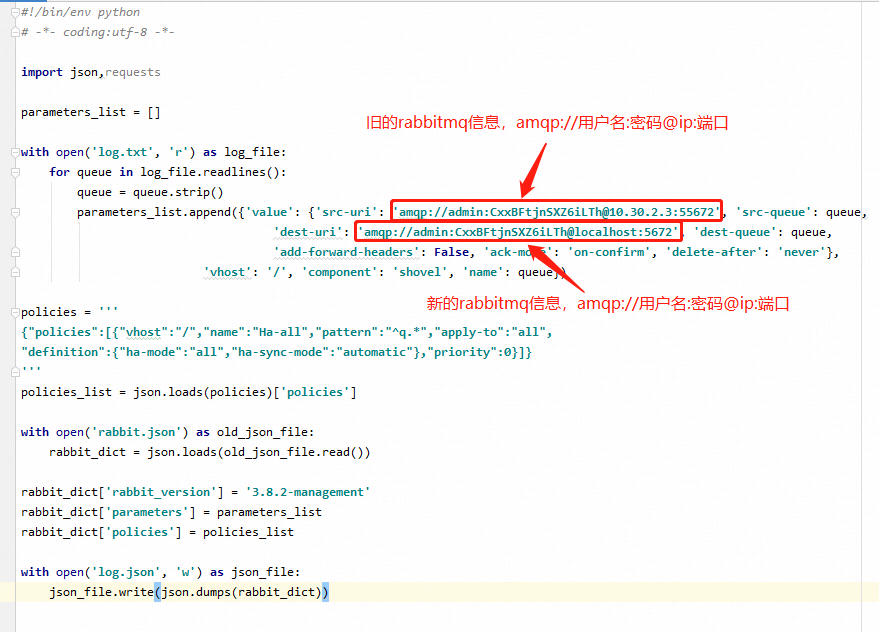 #!/bin/env python
# -*- coding:utf-8 -*-
import json,requests
parameters_list = []
旧的rabbitmq信息，amqp://用户名:密码@ip:端口
with open('log.txt', 'r') as log_file:
    for queue in log_file.readlines():
        queue = queue.strip()
        parameters_list.append({'value': {'src-uri': 'amqp://admin:CxxBFtjnSXZ6iLTh@10.30.2.3:55672', 'src-queue': queue,
                                    'dest-uri': 'amqp://admin:CxxBFtjnSXZ6iLTh@localhost:5672', 'dest-queue': queue,
                                    'add-forward-headers': False, 'ack-mode': 'on-confirm', 'delete-after': 'never'},
                          'vhost': '/', 'component': 'shovel', 'name': queue})
新的rabbitmq信息，amqp://用户名:密码@ip:端口
policies = '''
{"policies":[{"vhost":"/","name":"Ha-all","pattern":"^q.*","apply-to":"all",
"definition":{"ha-mode":"all","ha-sync-mode":"automatic"},"priority":0}]}
'''
policies_list = json.loads(policies)['policies']
with open('rabbit.json') as old_json_file:
    rabbit_dict = json.loads(old_json_file.read())
rabbit_dict['rabbit_version'] = '3.8.2-management'
rabbit_dict['parameters'] = parameters_list
rabbit_dict['policies'] = policies_list
with open('log.json', 'w') as json_file:
    json_file.write(json.dumps(rabbit_dict))